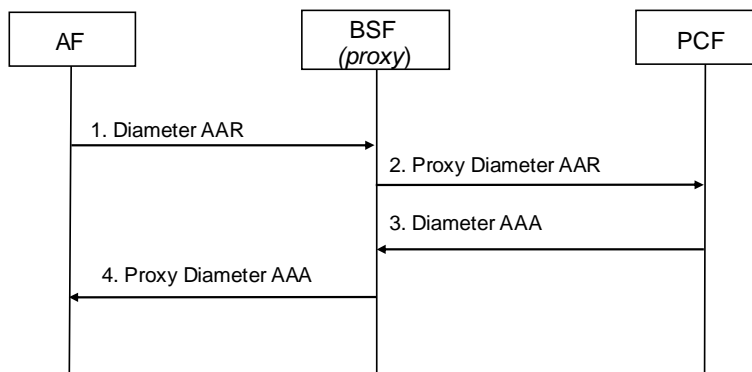 AF
BSF
(proxy)
PCF
1. Diameter AAR
2. Proxy Diameter AAR
3. Diameter AAA
4. Proxy Diameter AAA